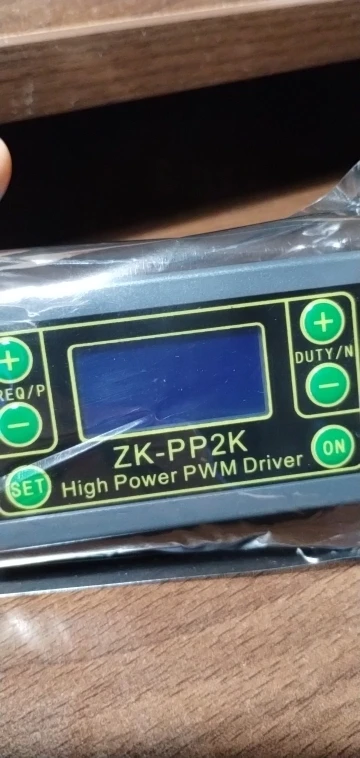 +
REQ/P
−
SET
+
DUTY/N
−
ON
ZK-PP2K
High Power PWM Driver